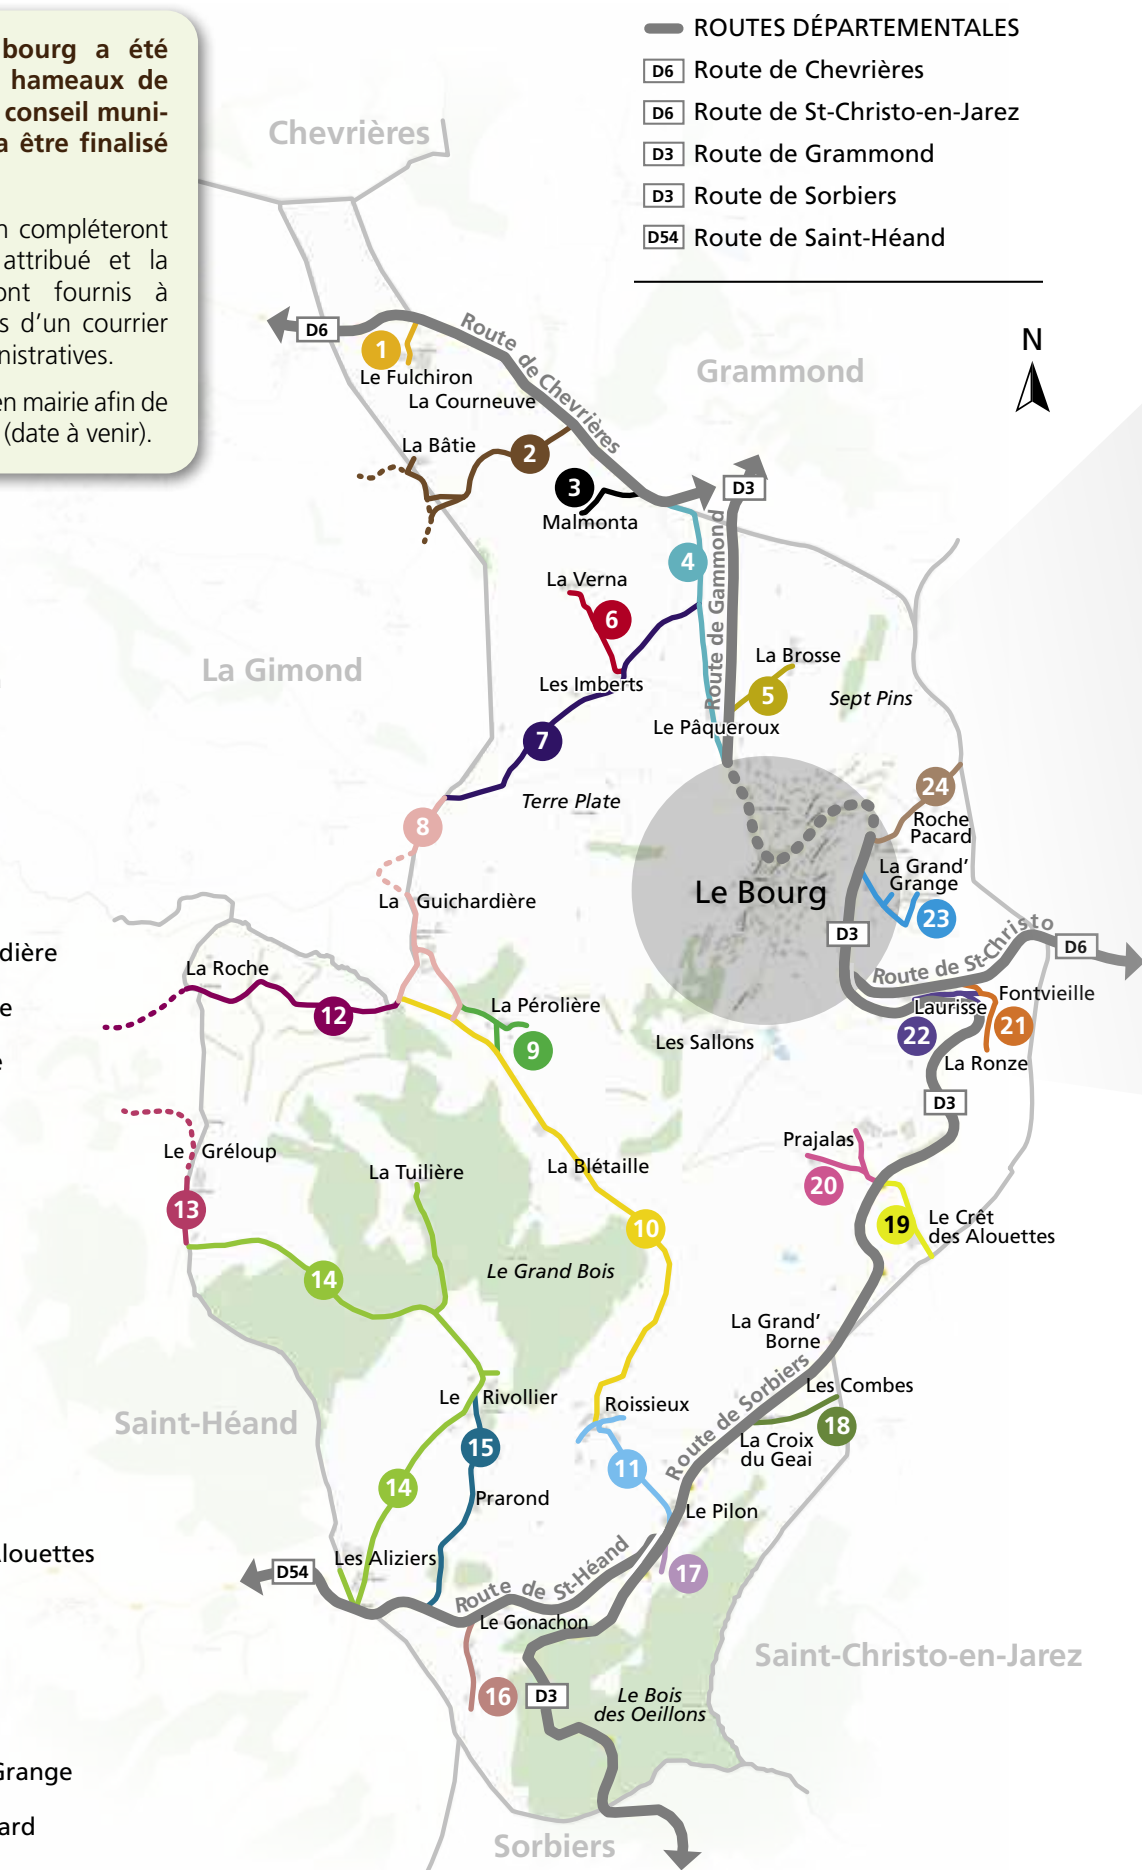 bourg a été
hameaux de
conseil muni-
a être finalisé
n compléteront
attribué et la
ont fournis à
s d'un courrier
nistratives.
en mairie afin de
(date à venir).
ROUTES DÉPARTEMENTALES
D6 Route de Chevrières
D6 Route de St-Christo-en-Jarez
D3 Route de Grammond
D3 Route de Sorbiers
D54 Route de Saint-Héand
N
Chevrières
Grammond
D6
Route de Chevrières
1
Le Fulchiron
La Courneuve
La Bâtie
2
3
Malmonta
D3
Route de Gammond
4
La Verna
6
La Gimond
Les Imberts
La Brosse
5
Sept Pins
Le Pâqueroux
7
Terre Plate
24
Roche
Pacard
8
La Grand'
Grange
23
Le Bourg
La Guichardière
D3
Route de St-Christo
D6
dière
La Roche
12
La Pérolière
9
Les Sallons
Fontvieille
Laurisse
22
21
La Ronze
e
e
D3
Le Gréloup
La Tuilière
La Blétaille
Prajalas
20
13
10
19
Le Crêt
des Alouettes
14
Le Grand Bois
La Grand'
Borne
Saint-Héand
Le Rivollier
Roissieux
Route de Sorbiers
Les Combes
18
La Croix
du Geai
15
11
14
Prarond
Le Pilon
louettes
Les Aliziers
D54
Route de St-Héand
17
Le Gonachon
Saint-Christo-en-Jarez
16
D3
Le Bois
des Oeillons
Grange
ard
Sorbiers